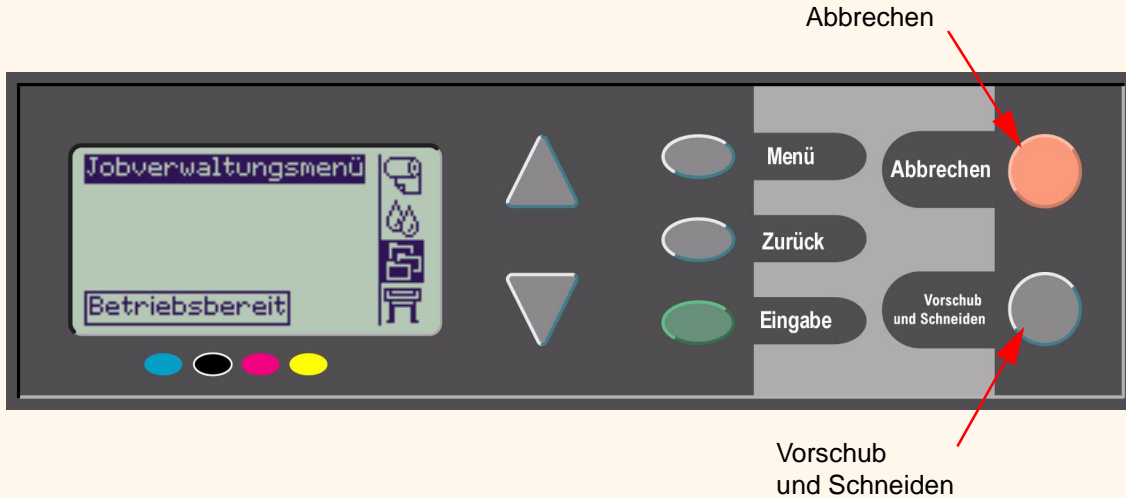 Abbrechen
Jobverwaltungsmenü
Betriebsbereit
Menü
Zurück
Eingabe
Abbrechen
Vorschub
und Schneiden
Vorschub
und Schneiden